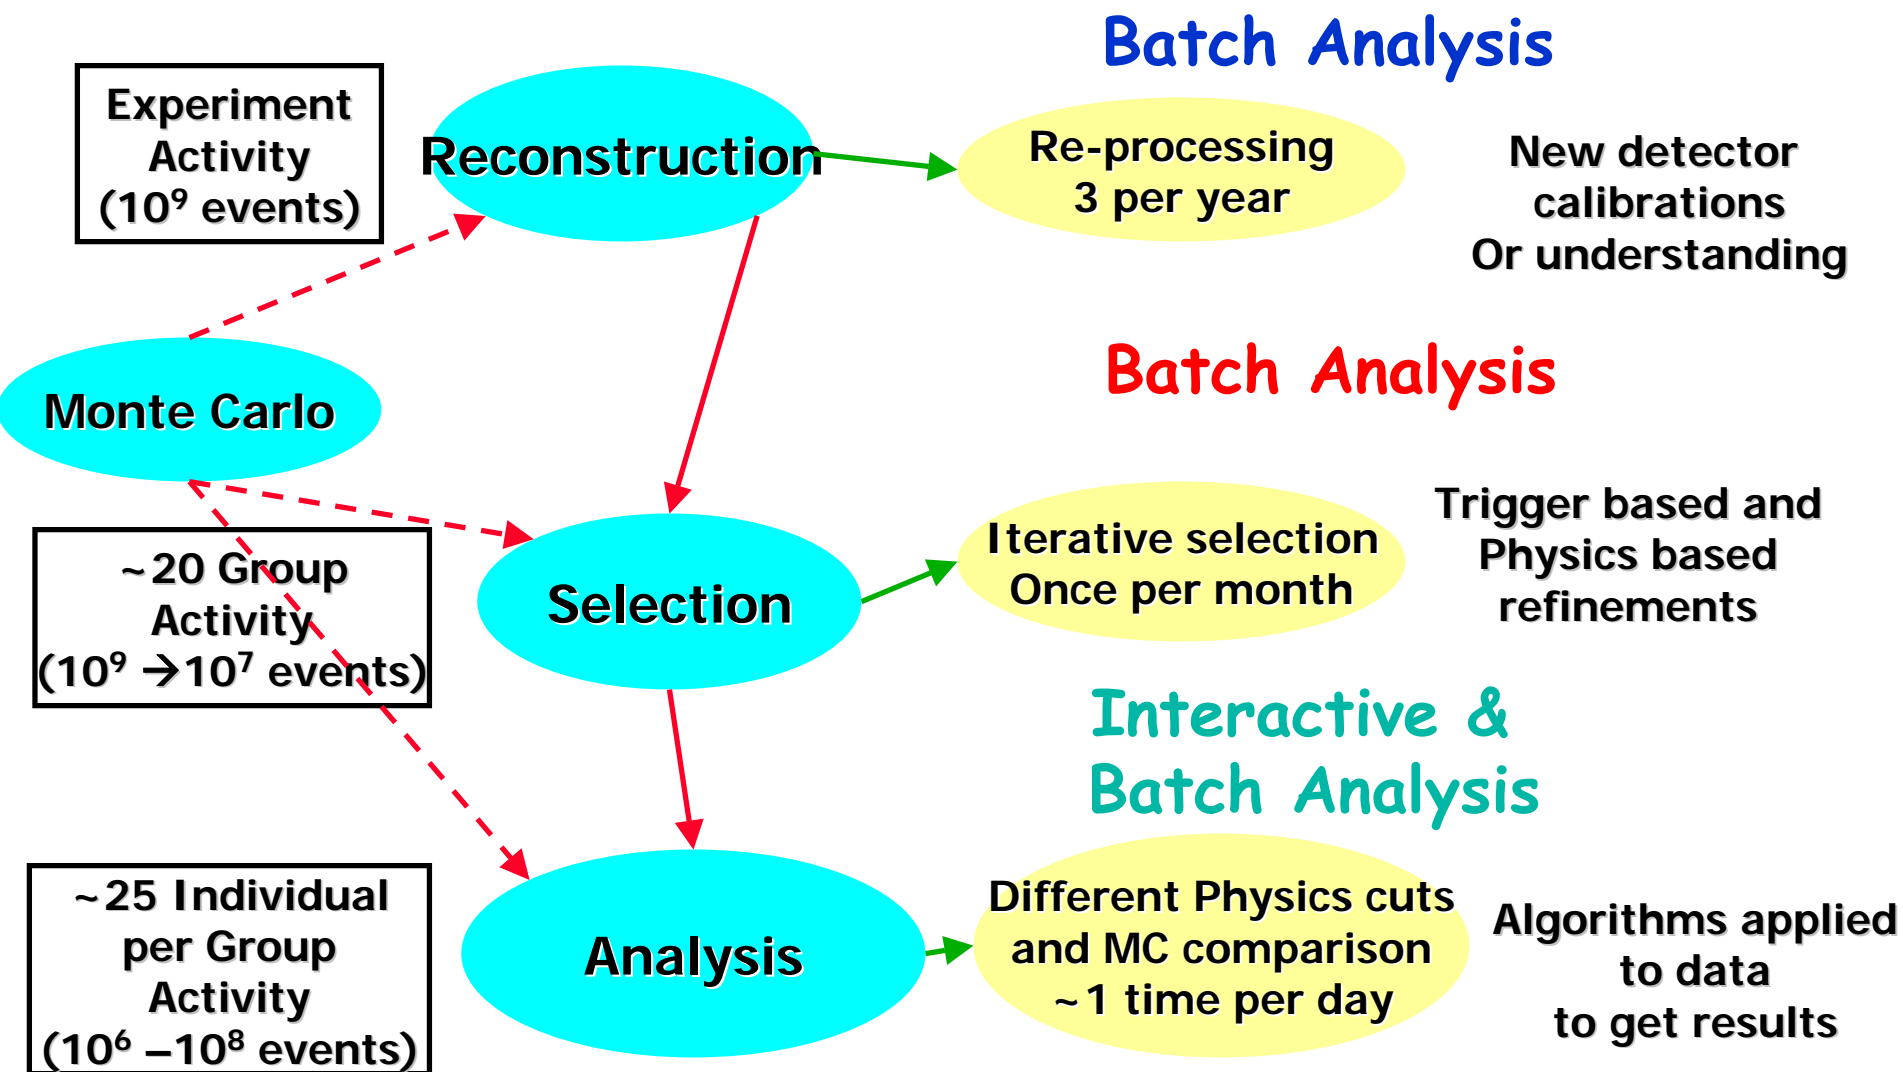 Batch Analysis
Experiment
Activity
(10⁹ events)
Reconstruction
Re-processing
3 per year
New detector
calibrations
Or understanding
Monte Carlo
Batch Analysis
~20 Group
Activity
(10⁹ →10⁷ events)
Selection
Iterative selection
Once per month
Trigger based and
Physics based
refinements
Interactive &
Batch Analysis
~25 Individual
per Group
Activity
(10⁶ –10⁸ events)
Analysis
Different Physics cuts
and MC comparison
~1 time per day
Algorithms applied
to data
to get results